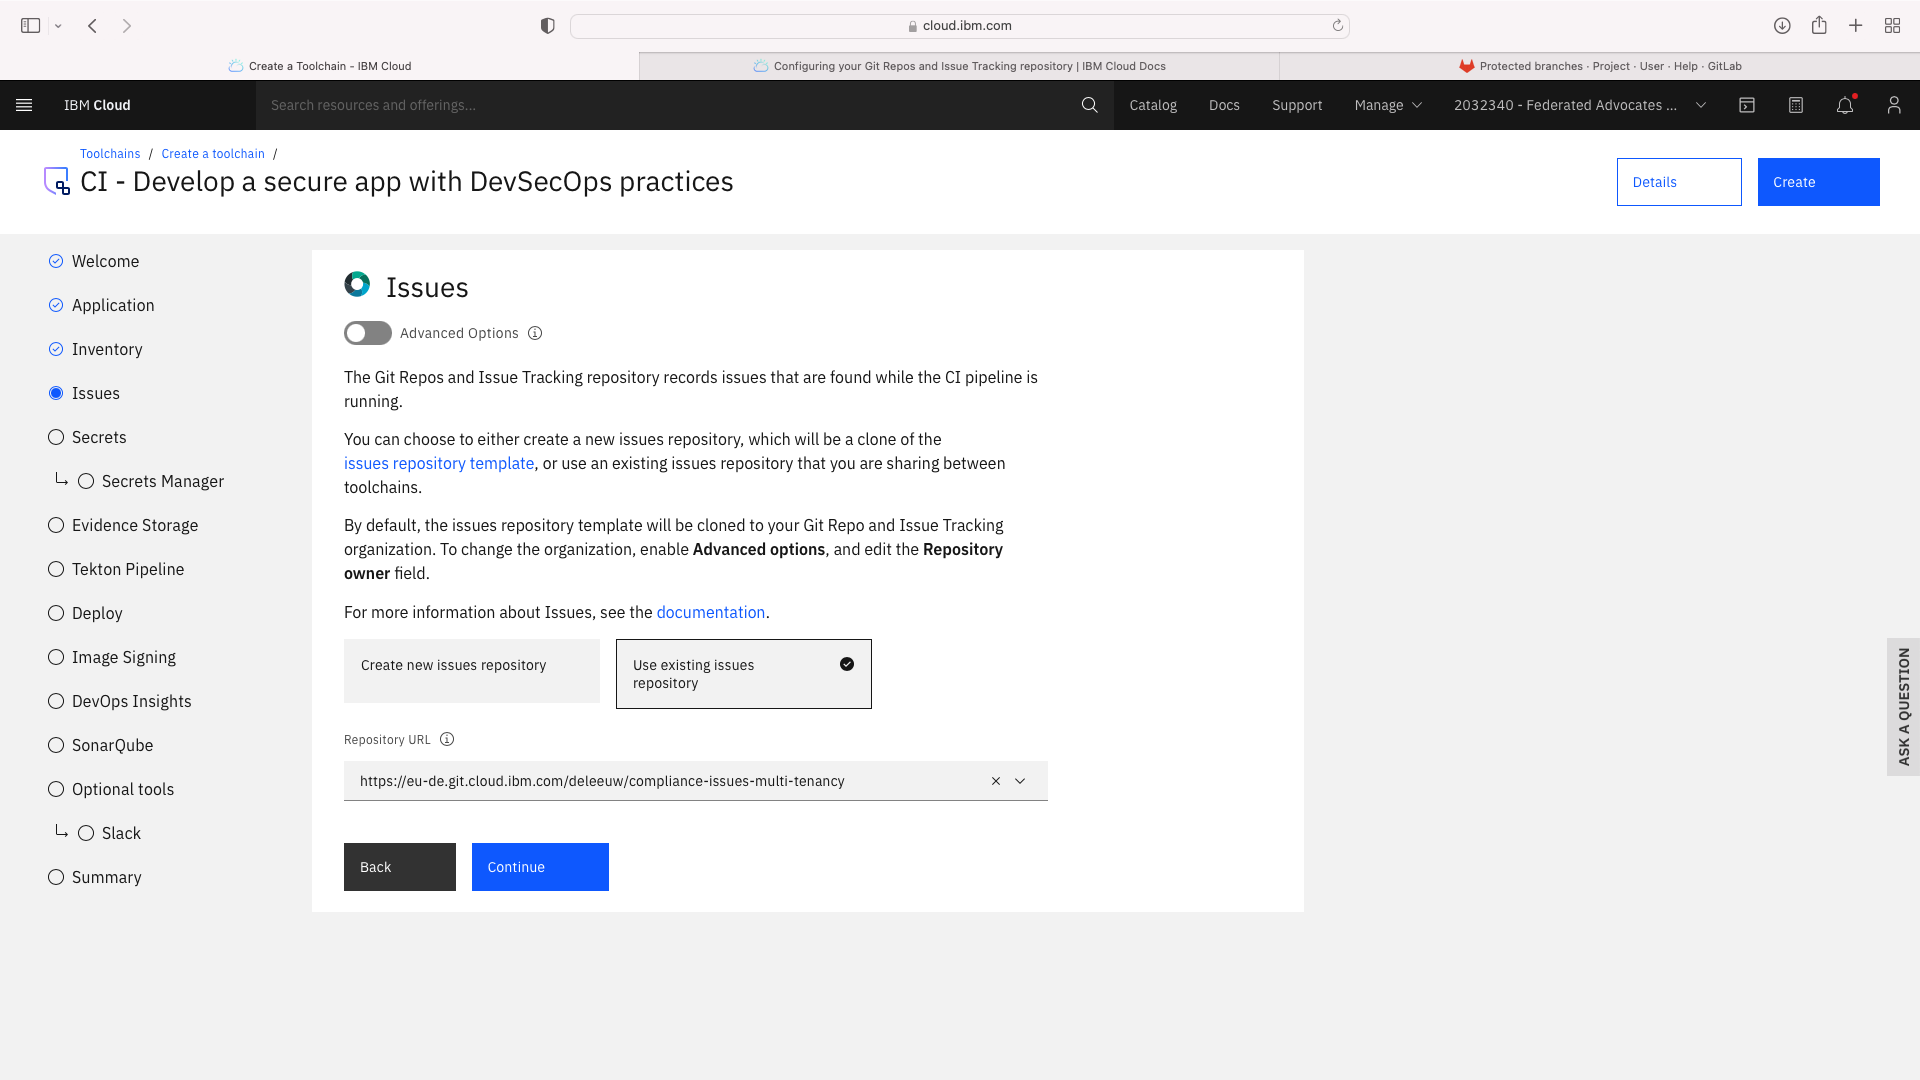 cloud.ibm.com
Create a Toolchain - IBM Cloud
Configuring your Git Repos and Issue Tracking repository | IBM Cloud Docs
Protected branches · Project · User · Help · GitLab
IBM Cloud
Search resources and offerings...
Catalog
Docs
Support
Manage
2032340 - Federated Advocates ...
Toolchains / Create a toolchain /
CI - Develop a secure app with DevSecOps practices
Details
Create
Welcome
Application
Inventory
Issues
Secrets
Secrets Manager
Evidence Storage
Tekton Pipeline
Deploy
Image Signing
DevOps Insights
SonarQube
Optional tools
Slack
Summary
Issues
Advanced Options
The Git Repos and Issue Tracking repository records issues that are found while the CI pipeline is
running.
You can choose to either create a new issues repository, which will be a clone of the
issues repository template, or use an existing issues repository that you are sharing between
toolchains.
By default, the issues repository template will be cloned to your Git Repo and Issue Tracking
organization. To change the organization, enable Advanced options, and edit the Repository
owner field.
For more information about Issues, see the documentation.
Create new issues repository
Use existing issues
repository
Repository URL
https://eu-de.git.cloud.ibm.com/deleeuw/compliance-issues-multi-tenancy
Back
Continue
ASK A QUESTION